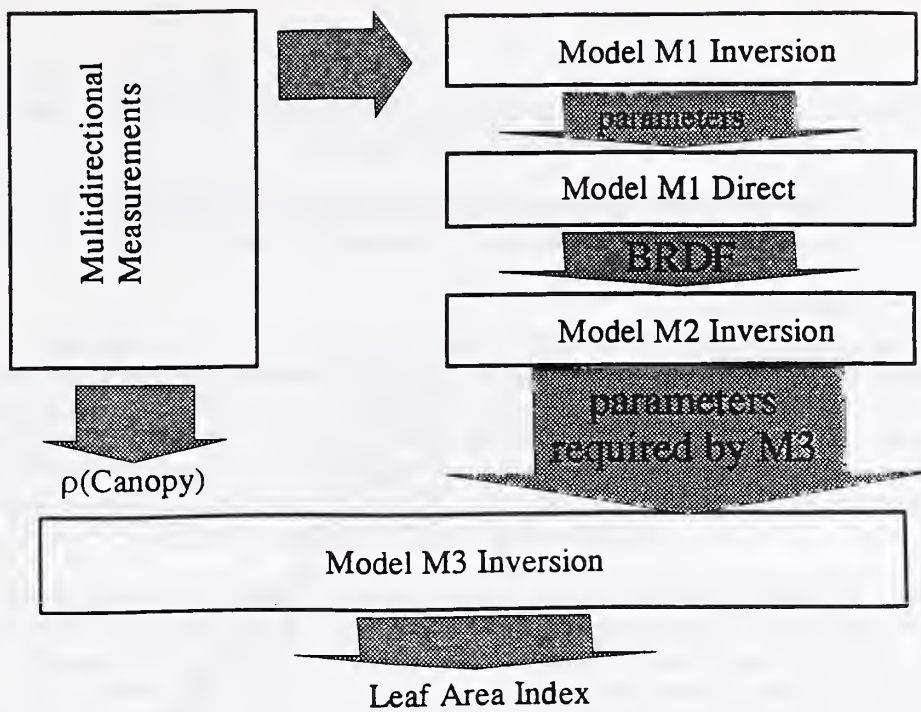 Multidirectional
Measurements
Model M1 Inversion
parameters
Model M1 Direct
BRDF
Model M2 Inversion
parameters
required by M3
ρ(Canopy)
Model M3 Inversion
Leaf Area Index